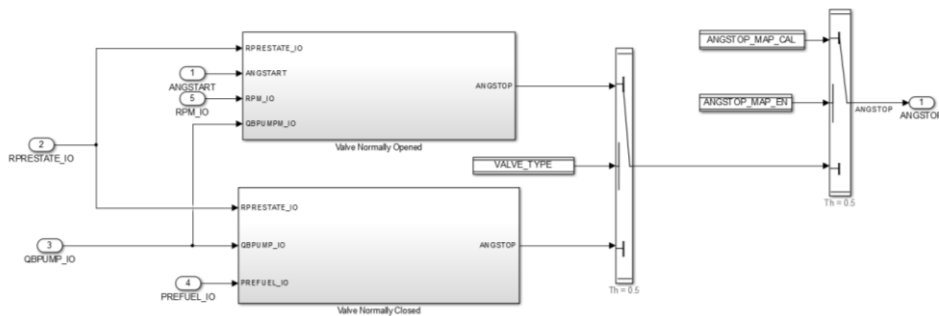 RPRESTATE_IO
1
ANGSTART
ANGSTART
5
RPM_IO
RPM_IO
QBPUMPM_IO
ANGSTOP
Valve Normally Opened
2
RPRESTATE_IO
VALVE_TYPE
RPRESTATE_IO
3
QBPUMP_IO
QBPUMP_IO
ANGSTOP
4
PREFUEL_IO
PREFUEL_IO
Valve Normally Closed
Th = 0.5
ANGSTOP_MAP_CAL
ANGSTOP_MAP_EN
ANGSTOP
1
ANGSTOP
Th = 0.5